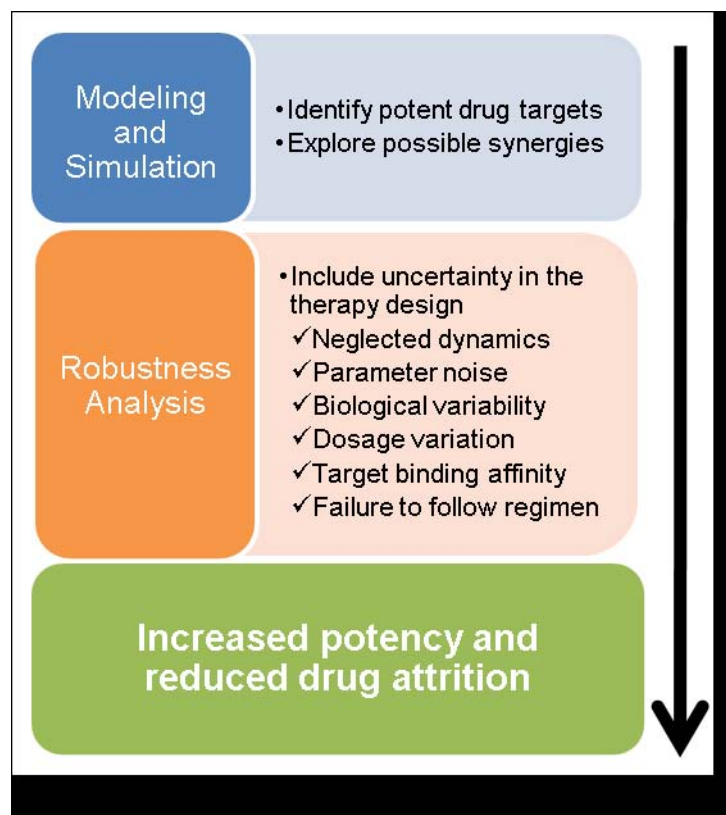 Modeling
and
Simulation
•Identify potent drug targets
•Explore possible synergies
Robustness
Analysis
•Include uncertainty in the
therapy design
✓Neglected dynamics
✓Parameter noise
✓Biological variability
✓Dosage variation
✓Target binding affinity
✓Failure to follow regimen
Increased potency and
reduced drug attrition